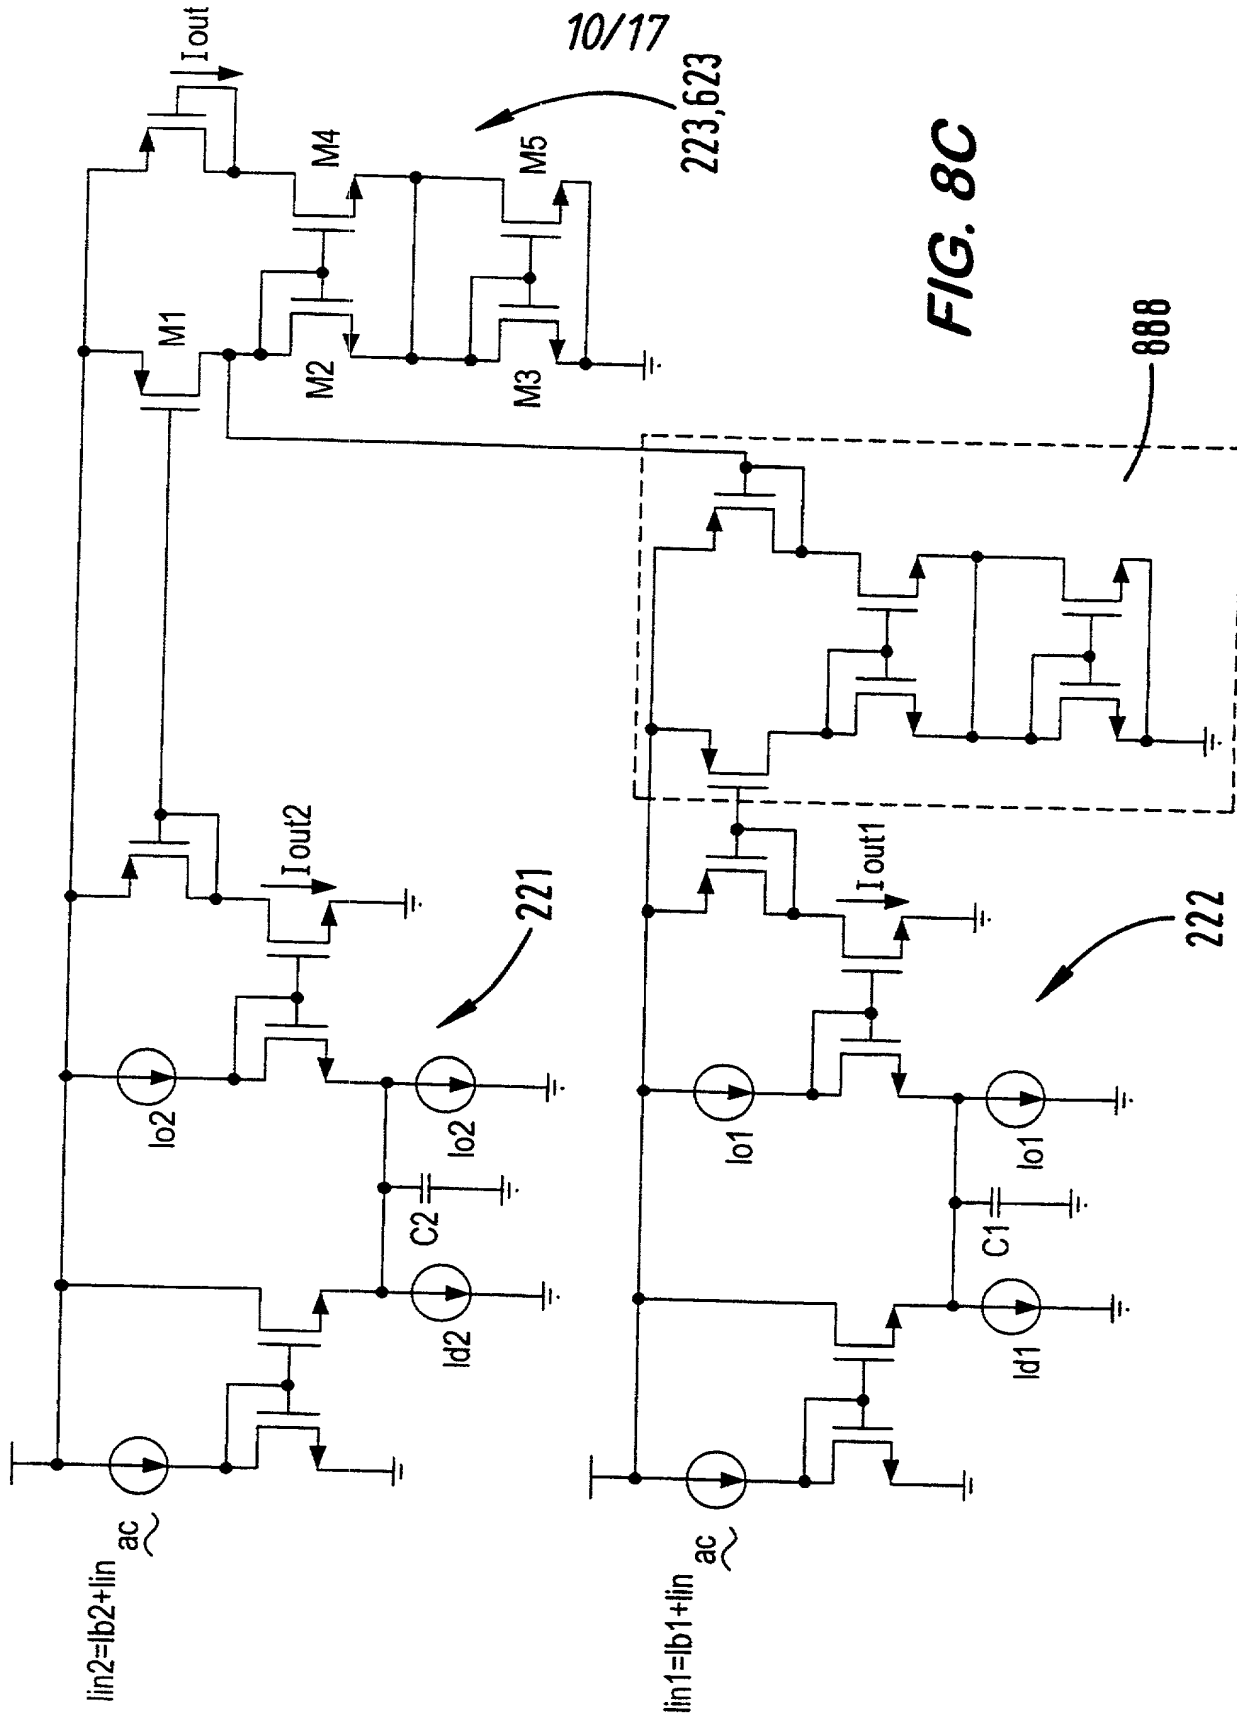 10/17
Iout
223,623
M4
M5
M1
M2
M3
FIG. 8C
888
Iout2
221
Io2
Io2
C2
Id2
Iin2=Ib2+Iin
ac
Iout1
222
Io1
Io1
C1
Id1
Iin1=Ib1+Iin
ac